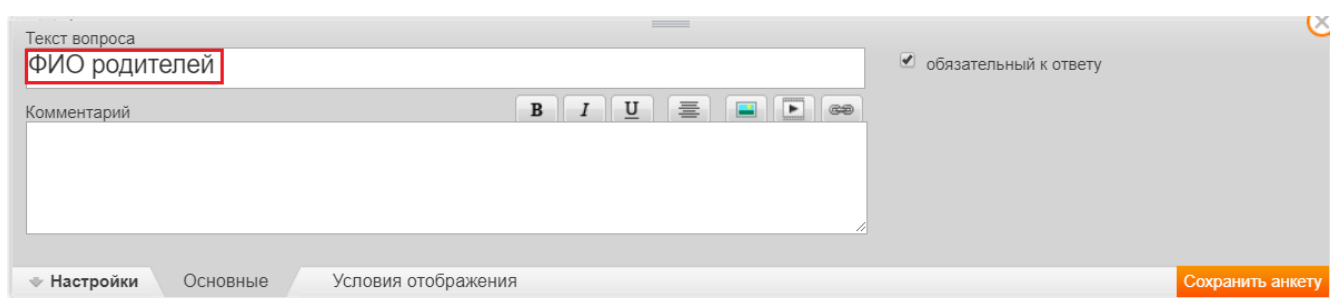 Текст вопроса
ФИО родителей
обязательный к ответу
Комментарий
B I U
Настройки Основные Условия отображения Сохранить анкету